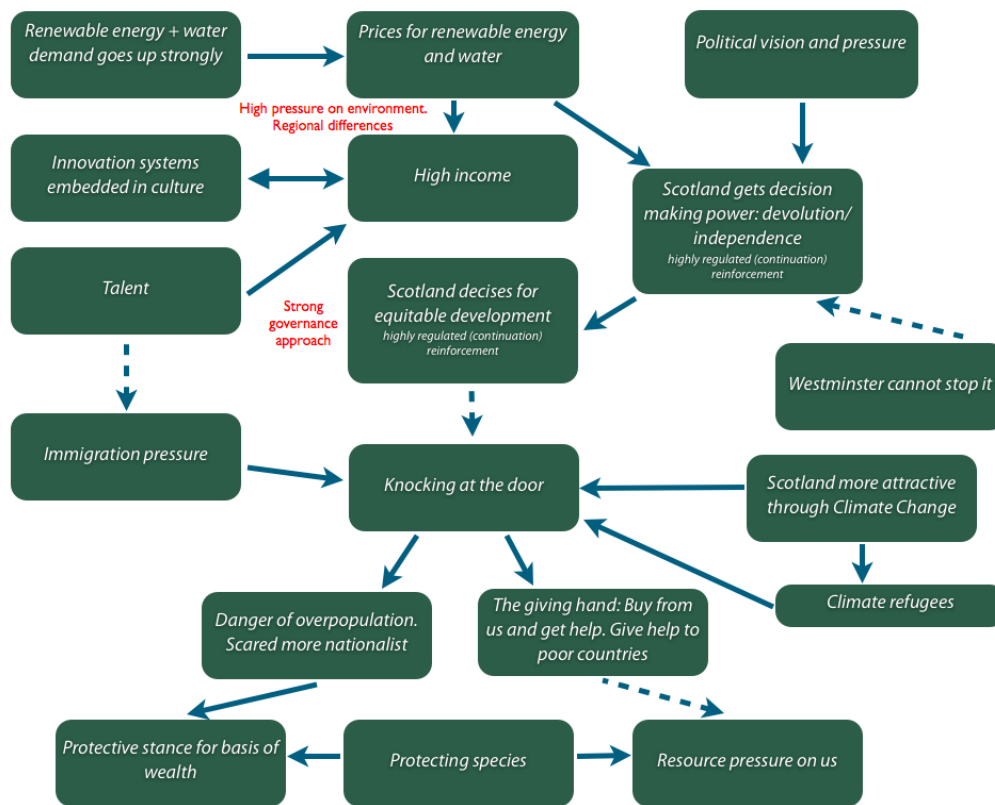 Renewable energy + water
demand goes up strongly
Prices for renewable energy
and water
Political vision and pressure
High pressure on environment.
Regional differences
Innovation systems
embedded in culture
High income
Scotland gets decision
making power: devolution/
independence
highly regulated (continuation)
reinforcement
Talent
Strong
governance
approach
Scotland decises for
equitable development
highly regulated (continuation)
reinforcement
Westminster cannot stop it
Immigration pressure
Knocking at the door
Scotland more attractive
through Climate Change
Danger of overpopulation.
Scared more nationalist
The giving hand: Buy from
us and get help. Give help to
poor countries
Climate refugees
Protective stance for basis of
wealth
Protecting species
Resource pressure on us